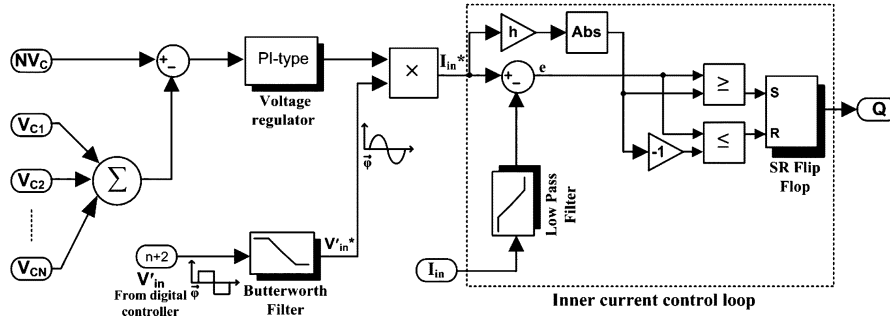 NV_C
+
−
PI-type
Voltage
regulator
×
I_in*
h
Abs
+
−
e
≥
≤
-1
S
R
Q
SR Flip
Flop
V_C1
V_C2
V_CN
Σ
φ
n+2
V'_in
From digital
controller
φ
Butterworth
Filter
V'_in*
Low Pass
Filter
I_in
Inner current control loop